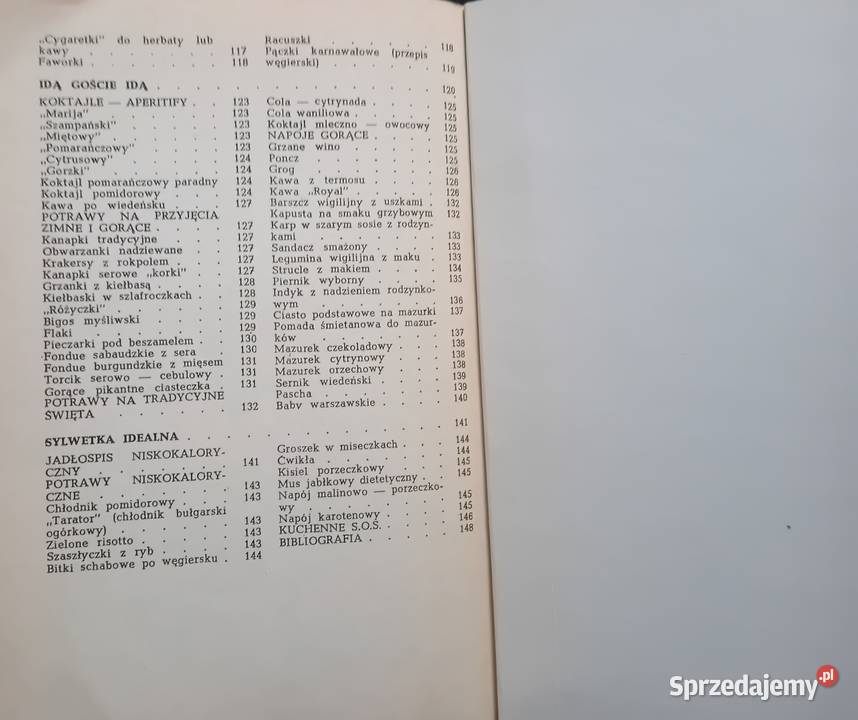 „Cygaretki" do herbaty lub
kawy . . . . . . . 117
Faworki . . . . . . . 118
Racuszki . . . . . . 118
Pączki karnawałowe (przepis
węgierski) . . . . . . 119
IDĄ GOŚCIE IDĄ . . . . . . . . . . . . 120
KOKTAJLE — APERITIFY . . 123
„Marija" . . . . . . 123
„Szampański" . . . . . 123
„Miętowy" . . . . . . 123
„Pomarańczowy" . . . . 123
„Cytrusowy" . . . . . 124
„Gorzki" . . . . . . 124
Koktajl pomarańczowy paradny 124
Koktajl pomidorowy . . . 124
Kawa po wiedeńsku . . . 127
POTRAWY NA PRZYJĘCIA
ZIMNE I GORĄCE . . . . 127
Kanapki tradycyjne . . . 127
Obwarzanki nadziewane . . 127
Krakersy z rokpolem . . . 127
Kanapki serowe „korki" . . 127
Grzanki z kiełbasą . . . 128
Kiełbaski w szlafroczkach . . 128
„Różyczki" . . . . . . 129
Bigos myśliwski . . . . 129
Flaki . . . . . . . 129
Pieczarki pod beszamelem . . 130
Fondue sabaudzkie z sera . 130
Fondue burgundzkie z mięsem 131
Torcik serowo — cebulowy . . 131
Gorące pikantne ciasteczka . 131
POTRAWY NA TRADYCYJNE
ŚWIĘTA . . . . . . 132
Cola — cytrynada . . . . 125
Cola waniliowa . . . . . 125
Koktajl mleczno — owocowy 125
NAPOJE GORĄCE . . . . 125
Grzane wino . . . . . 125
Poncz . . . . . . . 125
Grog . . . . . . . 126
Kawa z termosu . . . . 126
Kawa „Royal" . . . . . 126
Barszcz wigilijny z uszkami . 132
Kapusta na smaku grzybowym 132
Karp w szarym sosie z rodzyn-
kami . . . . . . . 133
Sandacz smażony . . . . 133
Legumina wigilijna z maku . 133
Strucle z makiem . . . . 134
Piernik wyborny . . . . 135
Indyk z nadzieniem rodzynko-
wym . . . . . . . 136
Ciasto podstawowe na mazurki 137
Pomada śmietanowa do mazur-
ków . . . . . . . 137
Mazurek czekoladowy . . . 138
Mazurek cytrynowy . . . 138
Mazurek orzechowy . . . 138
Sernik wiedeński . . . . 139
Pascha . . . . . . . 139
Baby warszawskie . . . . 140
SYLWETKA IDEALNA . . . . . . . . . . . 141
JADŁOSPIS NISKOKALORY-
CZNY . . . . . . . 141
POTRAWY NISKOKALORY-
CZNE . . . . . . . 143
Chłodnik pomidorowy . . . 143
„Tarator" (chłodnik bułgarski
ogórkowy) . . . . . . 143
Zielone risotto . . . . . 143
Szaszłyczki z ryb . . . . 143
Bitki schabowe po węgiersku . 144
Groszek w miseczkach . . . 144
Ćwikła . . . . . . . 144
Kisiel porzeczkowy . . . 145
Mus jabłkowy dietetyczny . . 145
Napój malinowo — porzeczko-
wy . . . . . . . . 145
Napój karotenowy . . . . 145
KUCHENNE S.O.S. . . . . 146
BIBLIOGRAFIA . . . . . 148
Sprzedajemy.pl